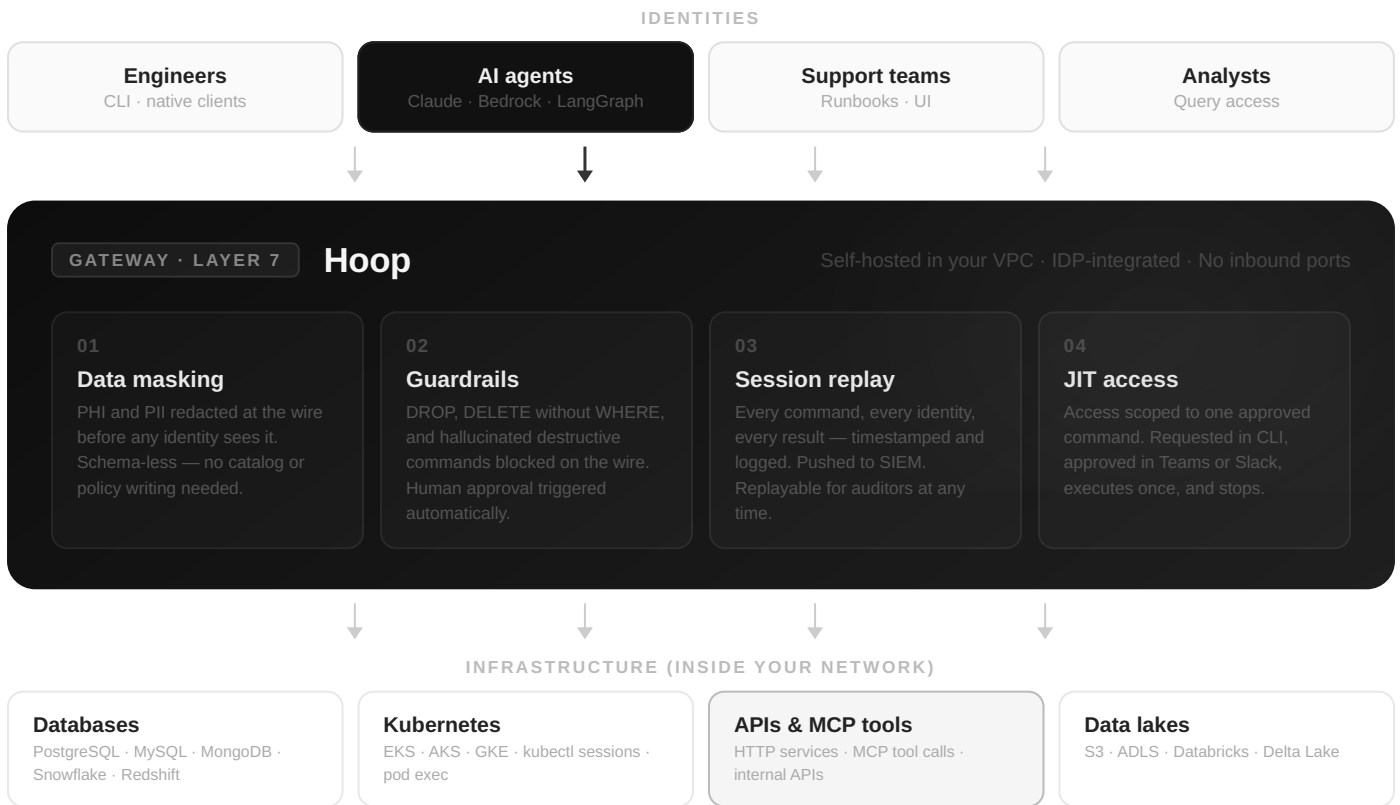 IDENTITIES
Engineers
CLI · native clients
AI agents
Claude · Bedrock · LangGraph
Support teams
Runbooks · UI
Analysts
Query access
GATEWAY · LAYER 7
Hoop
Self-hosted in your VPC · IDP-integrated · No inbound ports
01
Data masking
PHI and PII redacted at the wire
before any identity sees it.
Schema-less — no catalog or
policy writing needed.
02
Guardrails
DROP, DELETE without WHERE,
and hallucinated destructive
commands blocked on the wire.
Human approval triggered
automatically.
03
Session replay
Every command, every identity,
every result — timestamped and
logged. Pushed to SIEM.
Replayable for auditors at any
time.
04
JIT access
Access scoped to one approved
command. Requested in CLI,
approved in Teams or Slack,
executes once, and stops.
INFRASTRUCTURE (INSIDE YOUR NETWORK)
Databases
PostgreSQL · MySQL · MongoDB ·
Snowflake · Redshift
Kubernetes
EKS · AKS · GKE · kubectl sessions ·
pod exec
APIs & MCP tools
HTTP services · MCP tool calls ·
internal APIs
Data lakes
S3 · ADLS · Databricks · Delta Lake